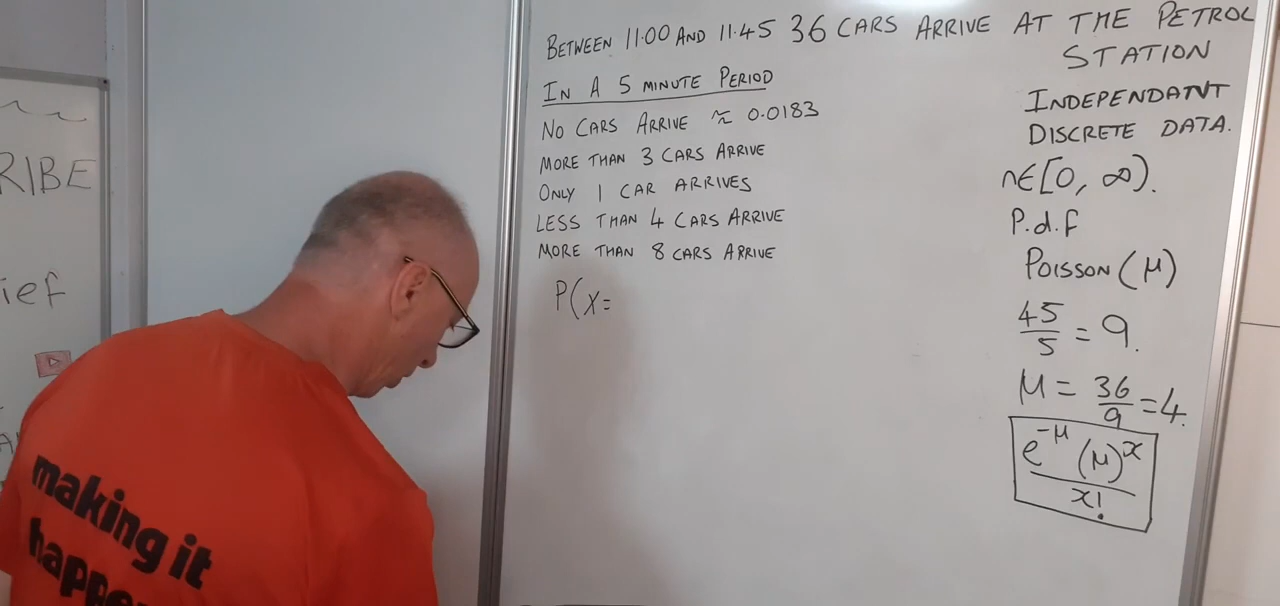 BETWEEN 11.00 AND 11.45 36 CARS ARRIVE AT THE PETROL
STATION
IN A 5 MINUTE PERIOD
NO CARS ARRIVE ≈ 0.0183
MORE THAN 3 CARS ARRIVE
ONLY 1 CAR ARRIVES
LESS THAN 4 CARS ARRIVE
MORE THAN 8 CARS ARRIVE
P(x=
INDEPENDANT
DISCRETE DATA.
n∈[0, ∞).
P.d.f
POISSON (μ)
45/5 = 9.
μ = 36/9 = 4.
e^-μ (μ)^x
x!
RIBE
ief
making it
happe